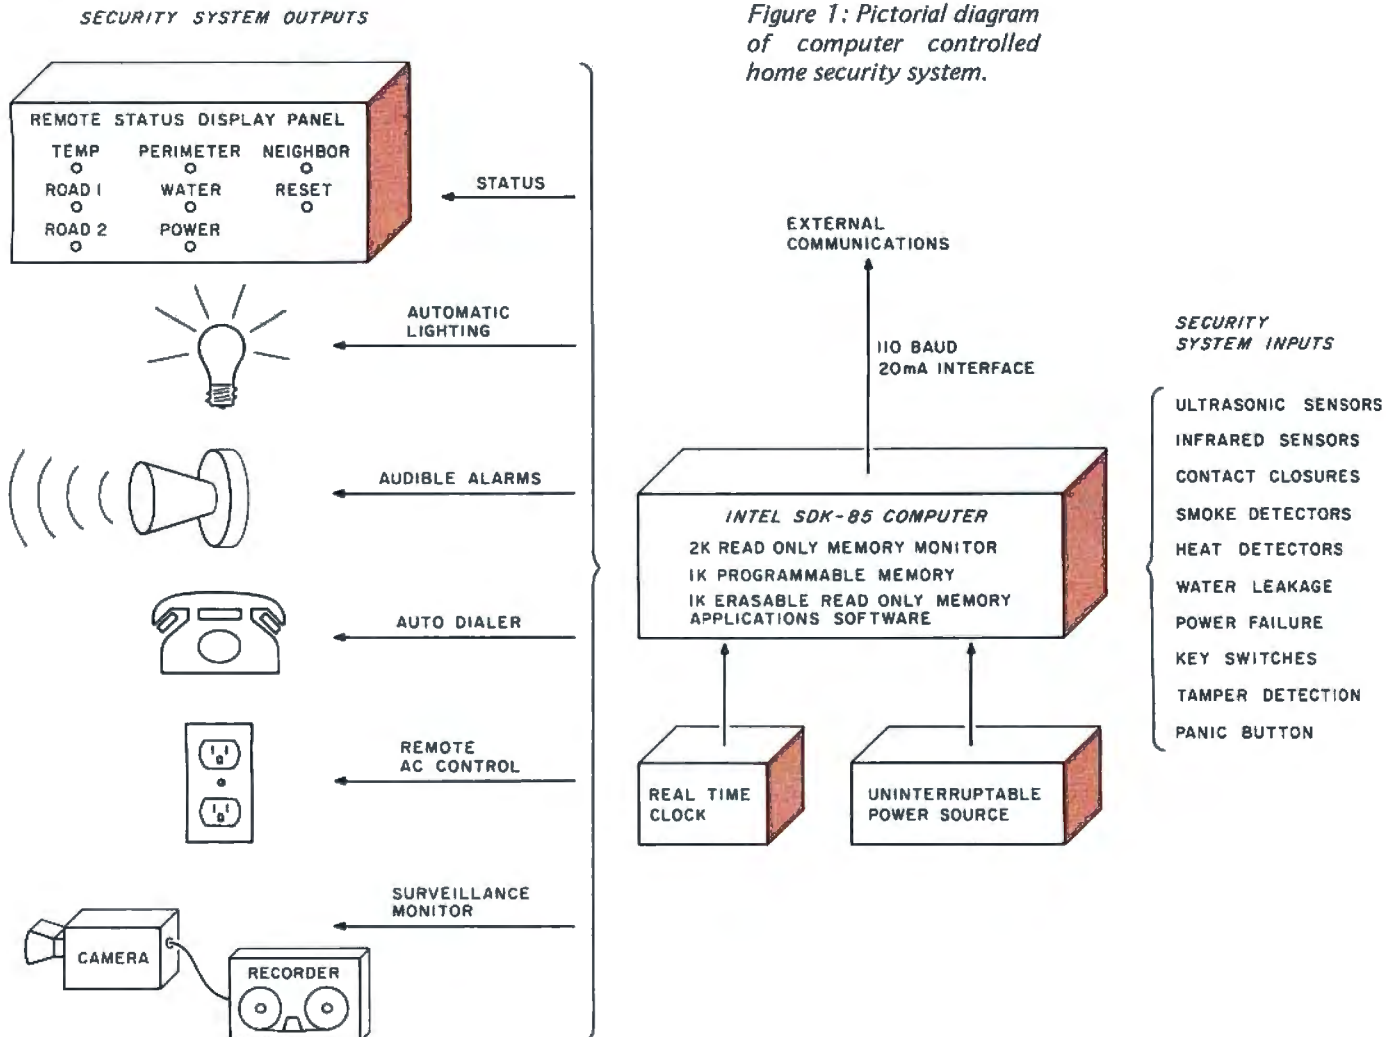 SECURITY SYSTEM OUTPUTS
Figure 1: Pictorial diagram
of computer controlled
home security system.
REMOTE STATUS DISPLAY PANEL
TEMP PERIMETER NEIGHBOR
ROAD 1 WATER RESET
ROAD 2 POWER
STATUS
AUTOMATIC
LIGHTING
AUDIBLE ALARMS
AUTO DIALER
REMOTE
AC CONTROL
SURVEILLANCE
MONITOR
CAMERA
RECORDER
EXTERNAL
COMMUNICATIONS
110 BAUD
20mA INTERFACE
INTEL SDK-85 COMPUTER
2K READ ONLY MEMORY MONITOR
1K PROGRAMMABLE MEMORY
1K ERASABLE READ ONLY MEMORY
APPLICATIONS SOFTWARE
REAL TIME
CLOCK
UNINTERRUPTABLE
POWER SOURCE
SECURITY
SYSTEM INPUTS
ULTRASONIC SENSORS
INFRARED SENSORS
CONTACT CLOSURES
SMOKE DETECTORS
HEAT DETECTORS
WATER LEAKAGE
POWER FAILURE
KEY SWITCHES
TAMPER DETECTION
PANIC BUTTON